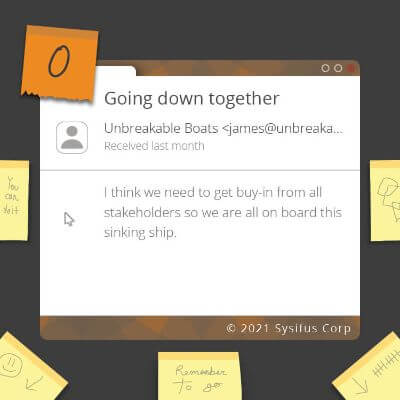 0
Going down together
Unbreakable Boats <james@unbreaka...
Received last month
I think we need to get buy-in from all
stakeholders so we are all on board this
sinking ship.
You
can
do it
© 2021 Sysifus Corp
Remember
to go